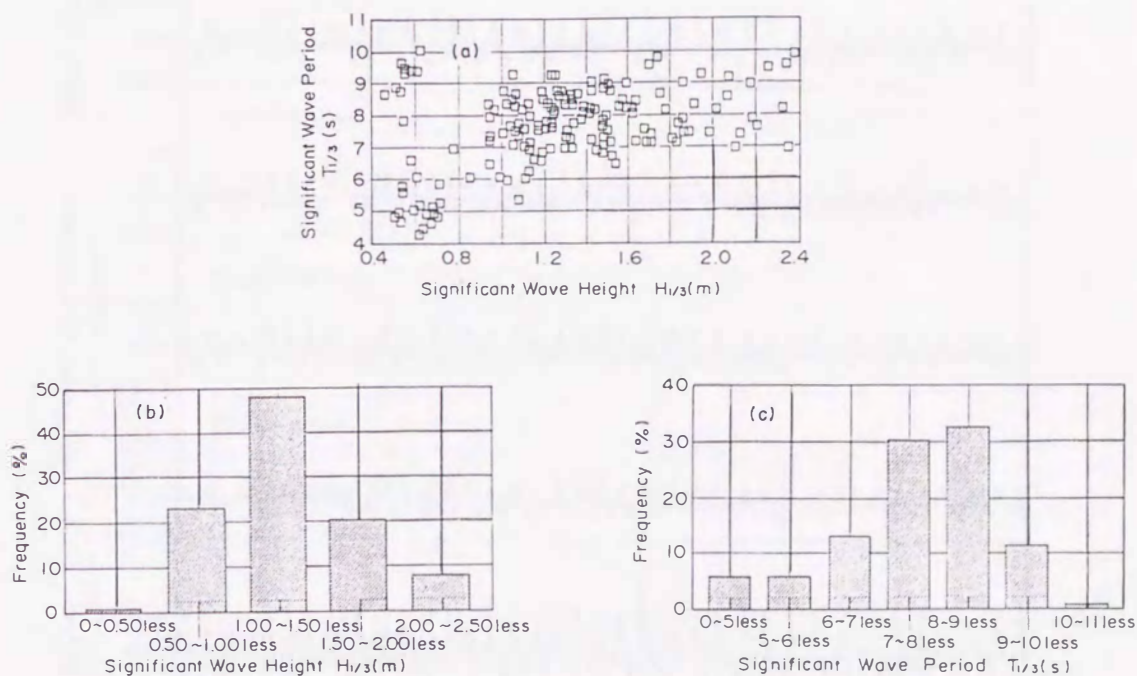 (a)
Significant Wave Period
T1/3(s)
11
10
9
8
7
6
5
4
0.4
0.8
1.2
1.6
2.0
2.4
Significant Wave Height H1/3(m)
(b)
Frequency (%)
50
40
30
20
10
0
0~0.50less
0.50~1.00less
1.00~1.50less
1.50~2.00less
2.00~2.50less
Significant Wave Height H1/3(m)
(c)
Frequency (%)
40
30
20
10
0
0~5less
5~6less
6~7less
7~8less
8~9less
9~10less
10~11less
Significant Wave Period T1/3(s)